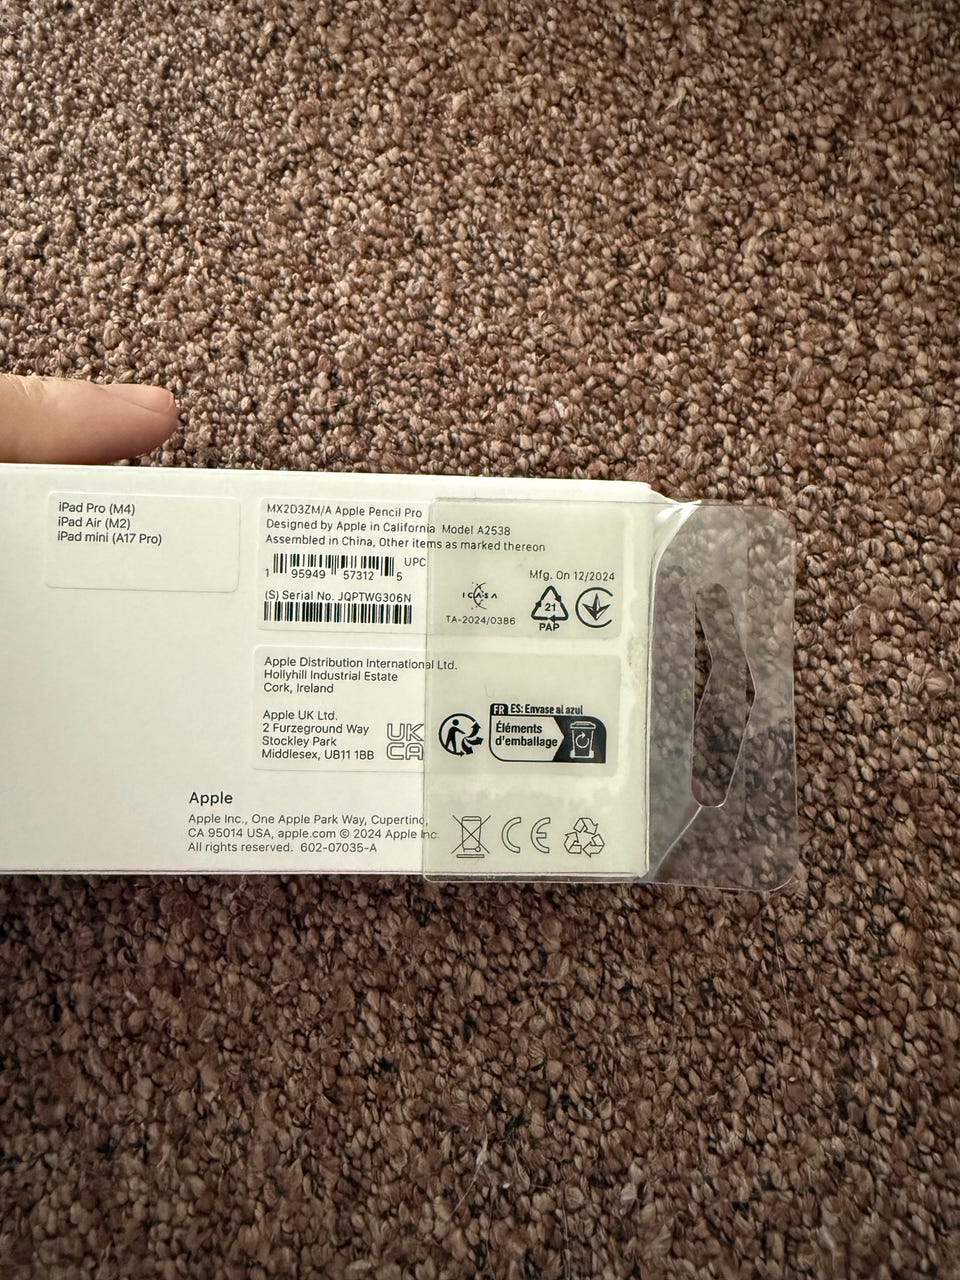 iPad Pro (M4)
iPad Air (M2)
iPad mini (A17 Pro)
MX2D3ZM/A Apple Pencil Pro
Designed by Apple in California Model A2538
Assembled in China, Other items as marked thereon
UPC
1 95949 57312 5
(S) Serial No. JQPTWG306N
Mfg. On 12/2024
ICASA
TA-2024/0386
21
PAP
Apple Distribution International Ltd.
Hollyhill Industrial Estate
Cork, Ireland
Apple UK Ltd.
2 Furzeground Way
Stockley Park
Middlesex, UB11 1BB
UK
CA
FR ES: Envase al azul
Éléments
d'emballage
Apple
Apple Inc., One Apple Park Way, Cupertino,
CA 95014 USA, apple.com © 2024 Apple Inc.
All rights reserved. 602-07035-A
CE